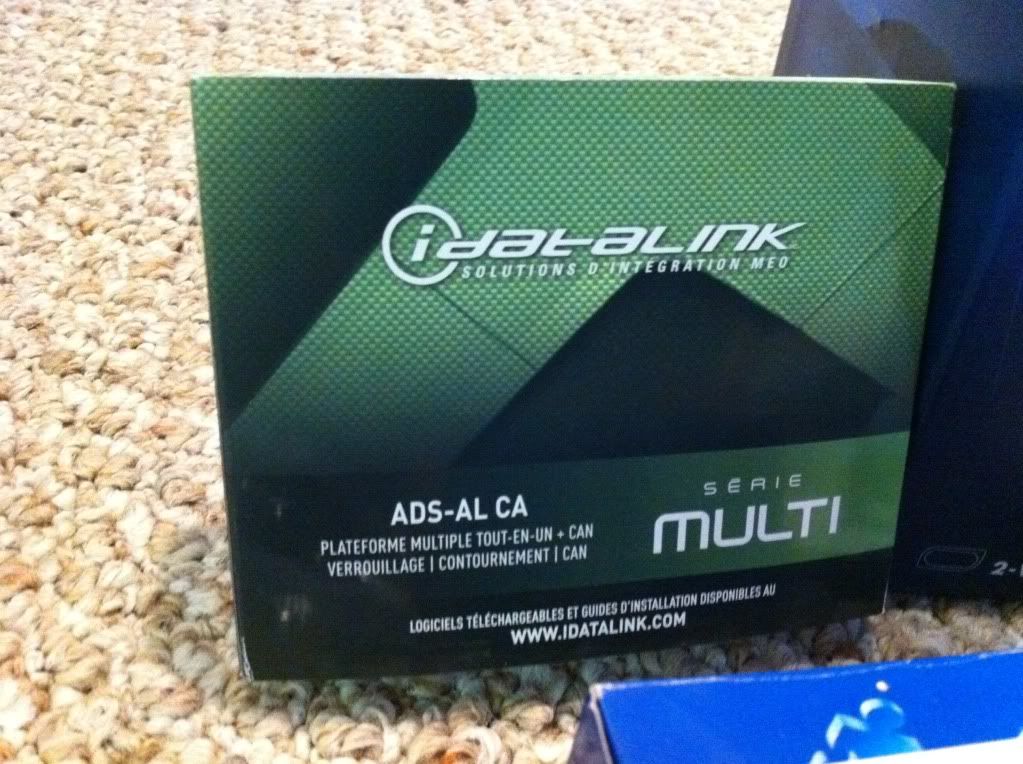 idatalink
SOLUTIONS D'INTÉGRATION MEO
ADS-AL CA
PLATEFORME MULTIPLE TOUT-EN-UN + CAN
VERROUILLAGE | CONTOURNEMENT | CAN
SÉRIE
MULTI
LOGICIELS TÉLÉCHARGEABLES ET GUIDES D'INSTALLATION DISPONIBLES AU
WWW.IDATALINK.COM